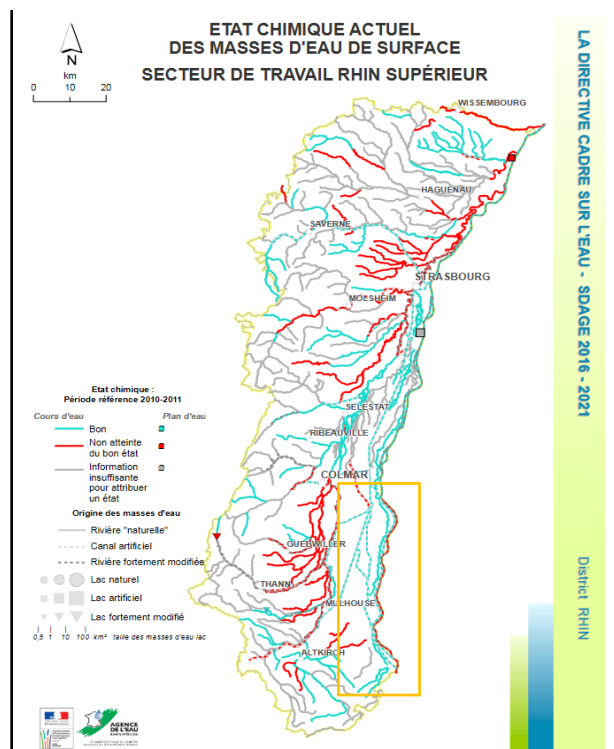 ETAT CHIMIQUE ACTUEL
DES MASSES D'EAU DE SURFACE
SECTEUR DE TRAVAIL RHIN SUPÉRIEUR
N
km
0 10 20
WISSEMBOURG
HAGUENAU
SAVERNE
STRASBOURG
MOLSHEIM
SELESTAT
RIBEAUVILLE
COLMAR
GUEBWILLER
THANN
MULHOUSE
ALTKIRCH
Etat chimique :
Période référence 2010-2011
Cours d'eau Plan d'eau
Bon
Non atteinte
du bon état
Information
insuffisante
pour attribuer
un état
Origine des masses d'eau
Rivière "naturelle"
Canal artificiel
Rivière fortement modifiée
Lac naturel
Lac artificiel
Lac fortement modifié
0,5 1 10 100 km² taille des masses d'eau lac
AGENCE
DE L'EAU
LA DIRECTIVE CADRE SUR L'EAU - SDAGE 2016 - 2021
District RHIN